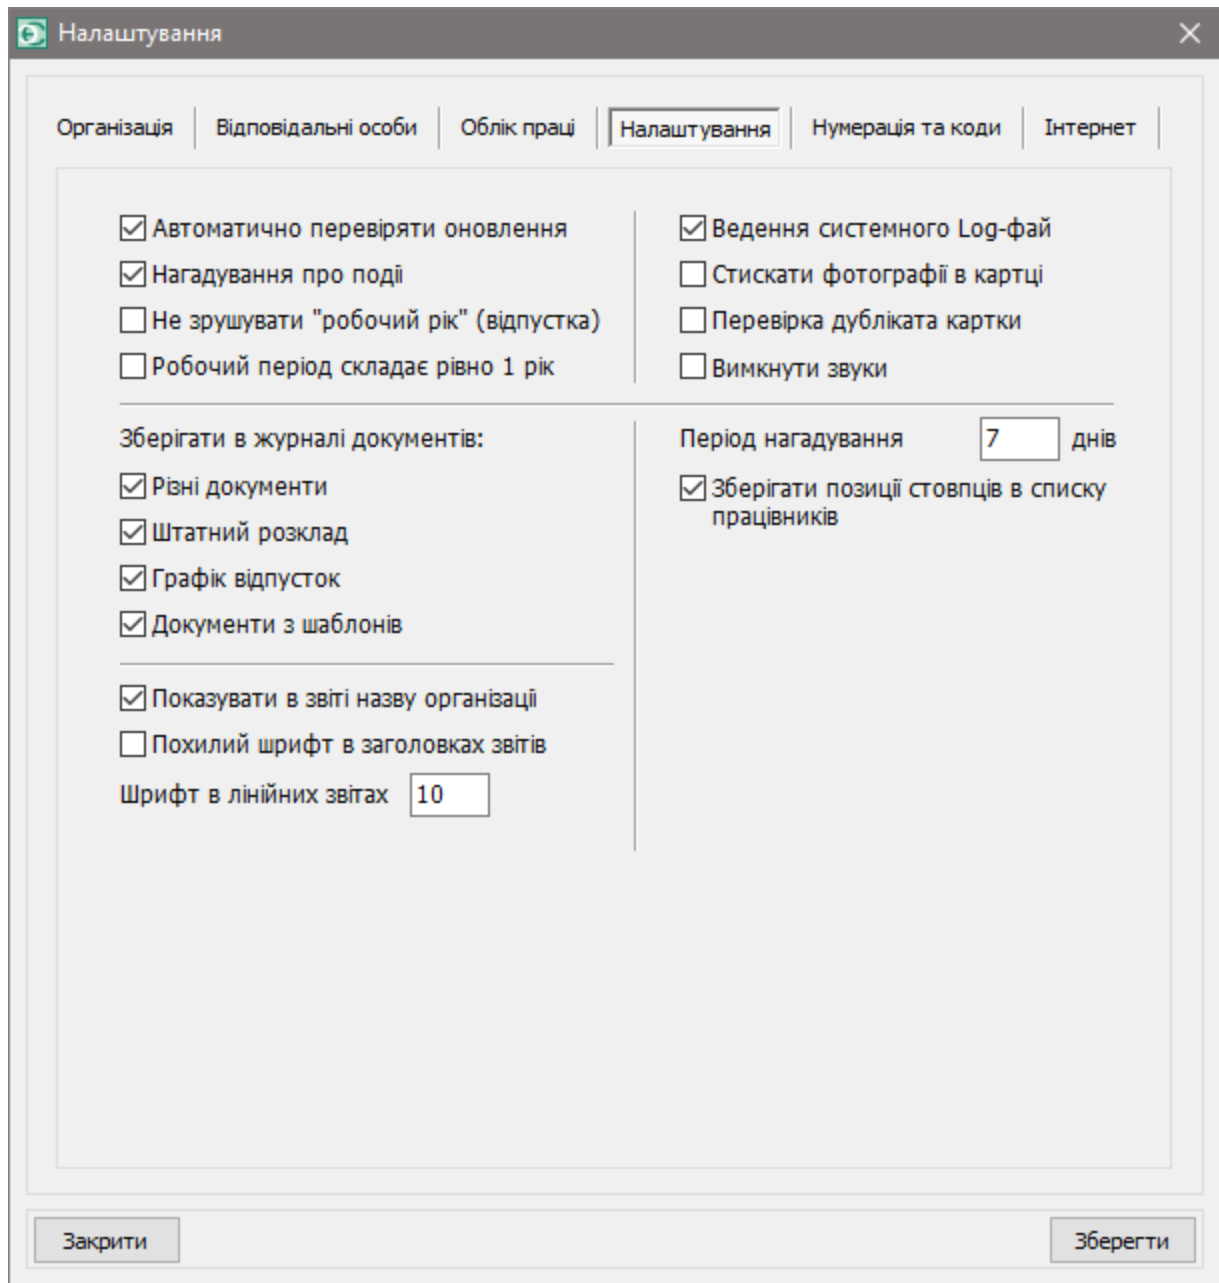 Налаштування
Організація
Відповідальні особи
Облік праці
Налаштування
Нумерація та коди
Інтернет
Автоматично перевіряти оновлення
Нагадування про події
Не зрушувати "робочий рік" (відпустка)
Робочий період складає рівно 1 рік
Ведення системного Log-фай
Стискати фотографії в картці
Перевірка дубліката картки
Вимкнути звуки
Зберігати в журналі документів:
Різні документи
Штатний розклад
Графік відпусток
Документи з шаблонів
Показувати в звіті назву організації
Похилий шрифт в заголовках звітів
Шрифт в лінійних звітах 10
Період нагадування 7 днів
Зберігати позиції стовпців в списку
працівників
Закрити
Зберегти